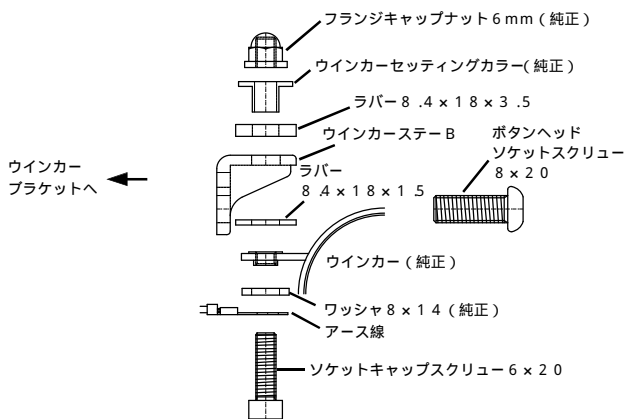 フランジキャップナット6mm(純正)
ウインカーセッティングカラー(純正)
ラバー8.4×18×3.5
ウインカーステーB
ボタンヘッド
ソケットスクリュー
8×20
ウインカー
ブラケットへ
ラバー
8.4×18×1.5
ウインカー(純正)
ワッシャ8×14(純正)
アース線
ソケットキャップスクリュー6×20